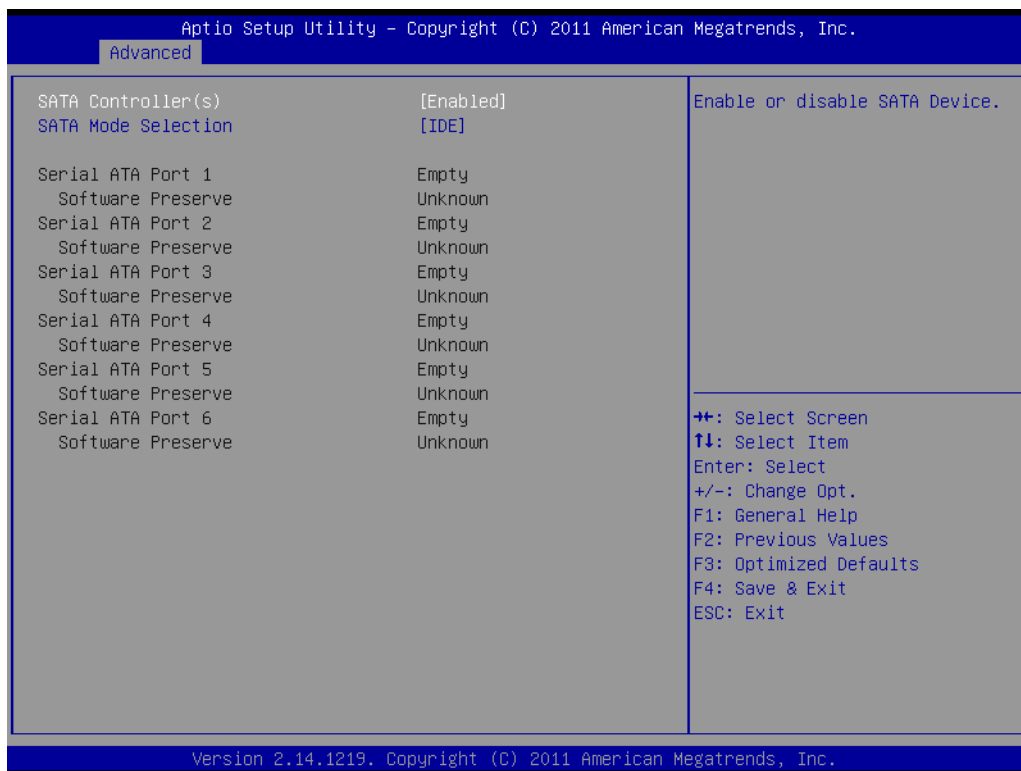 Aptio Setup Utility – Copyright (C) 2011 American Megatrends, Inc.
Advanced
SATA Controller(s) [Enabled]
SATA Mode Selection [IDE]
Serial ATA Port 1 Empty
Software Preserve Unknown
Serial ATA Port 2 Empty
Software Preserve Unknown
Serial ATA Port 3 Empty
Software Preserve Unknown
Serial ATA Port 4 Empty
Software Preserve Unknown
Serial ATA Port 5 Empty
Software Preserve Unknown
Serial ATA Port 6 Empty
Software Preserve Unknown
Enable or disable SATA Device.
→←: Select Screen
↑↓: Select Item
Enter: Select
+/-: Change Opt.
F1: General Help
F2: Previous Values
F3: Optimized Defaults
F4: Save & Exit
ESC: Exit
Version 2.14.1219. Copyright (C) 2011 American Megatrends, Inc.